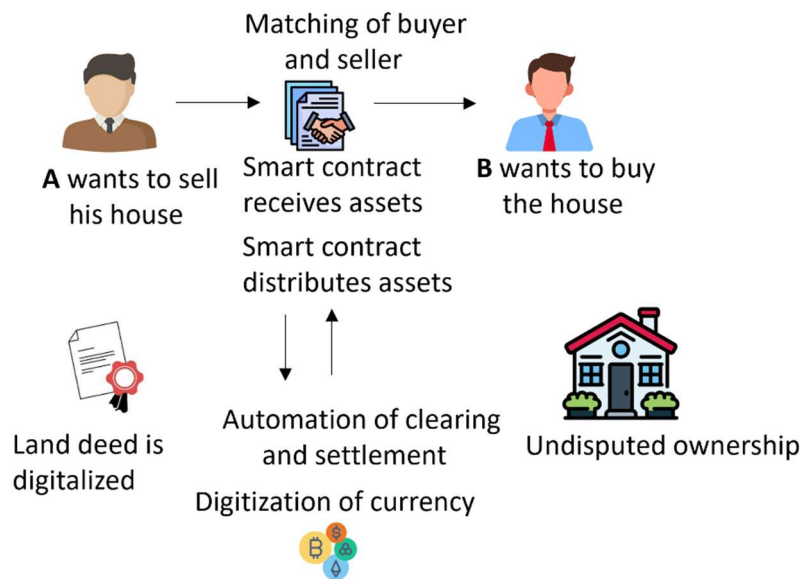 Matching of buyer
and seller
A wants to sell
his house
Smart contract
receives assets
B wants to buy
the house
Smart contract
distributes assets
Land deed is
digitalized
Automation of clearing
and settlement
Undisputed ownership
Digitization of currency